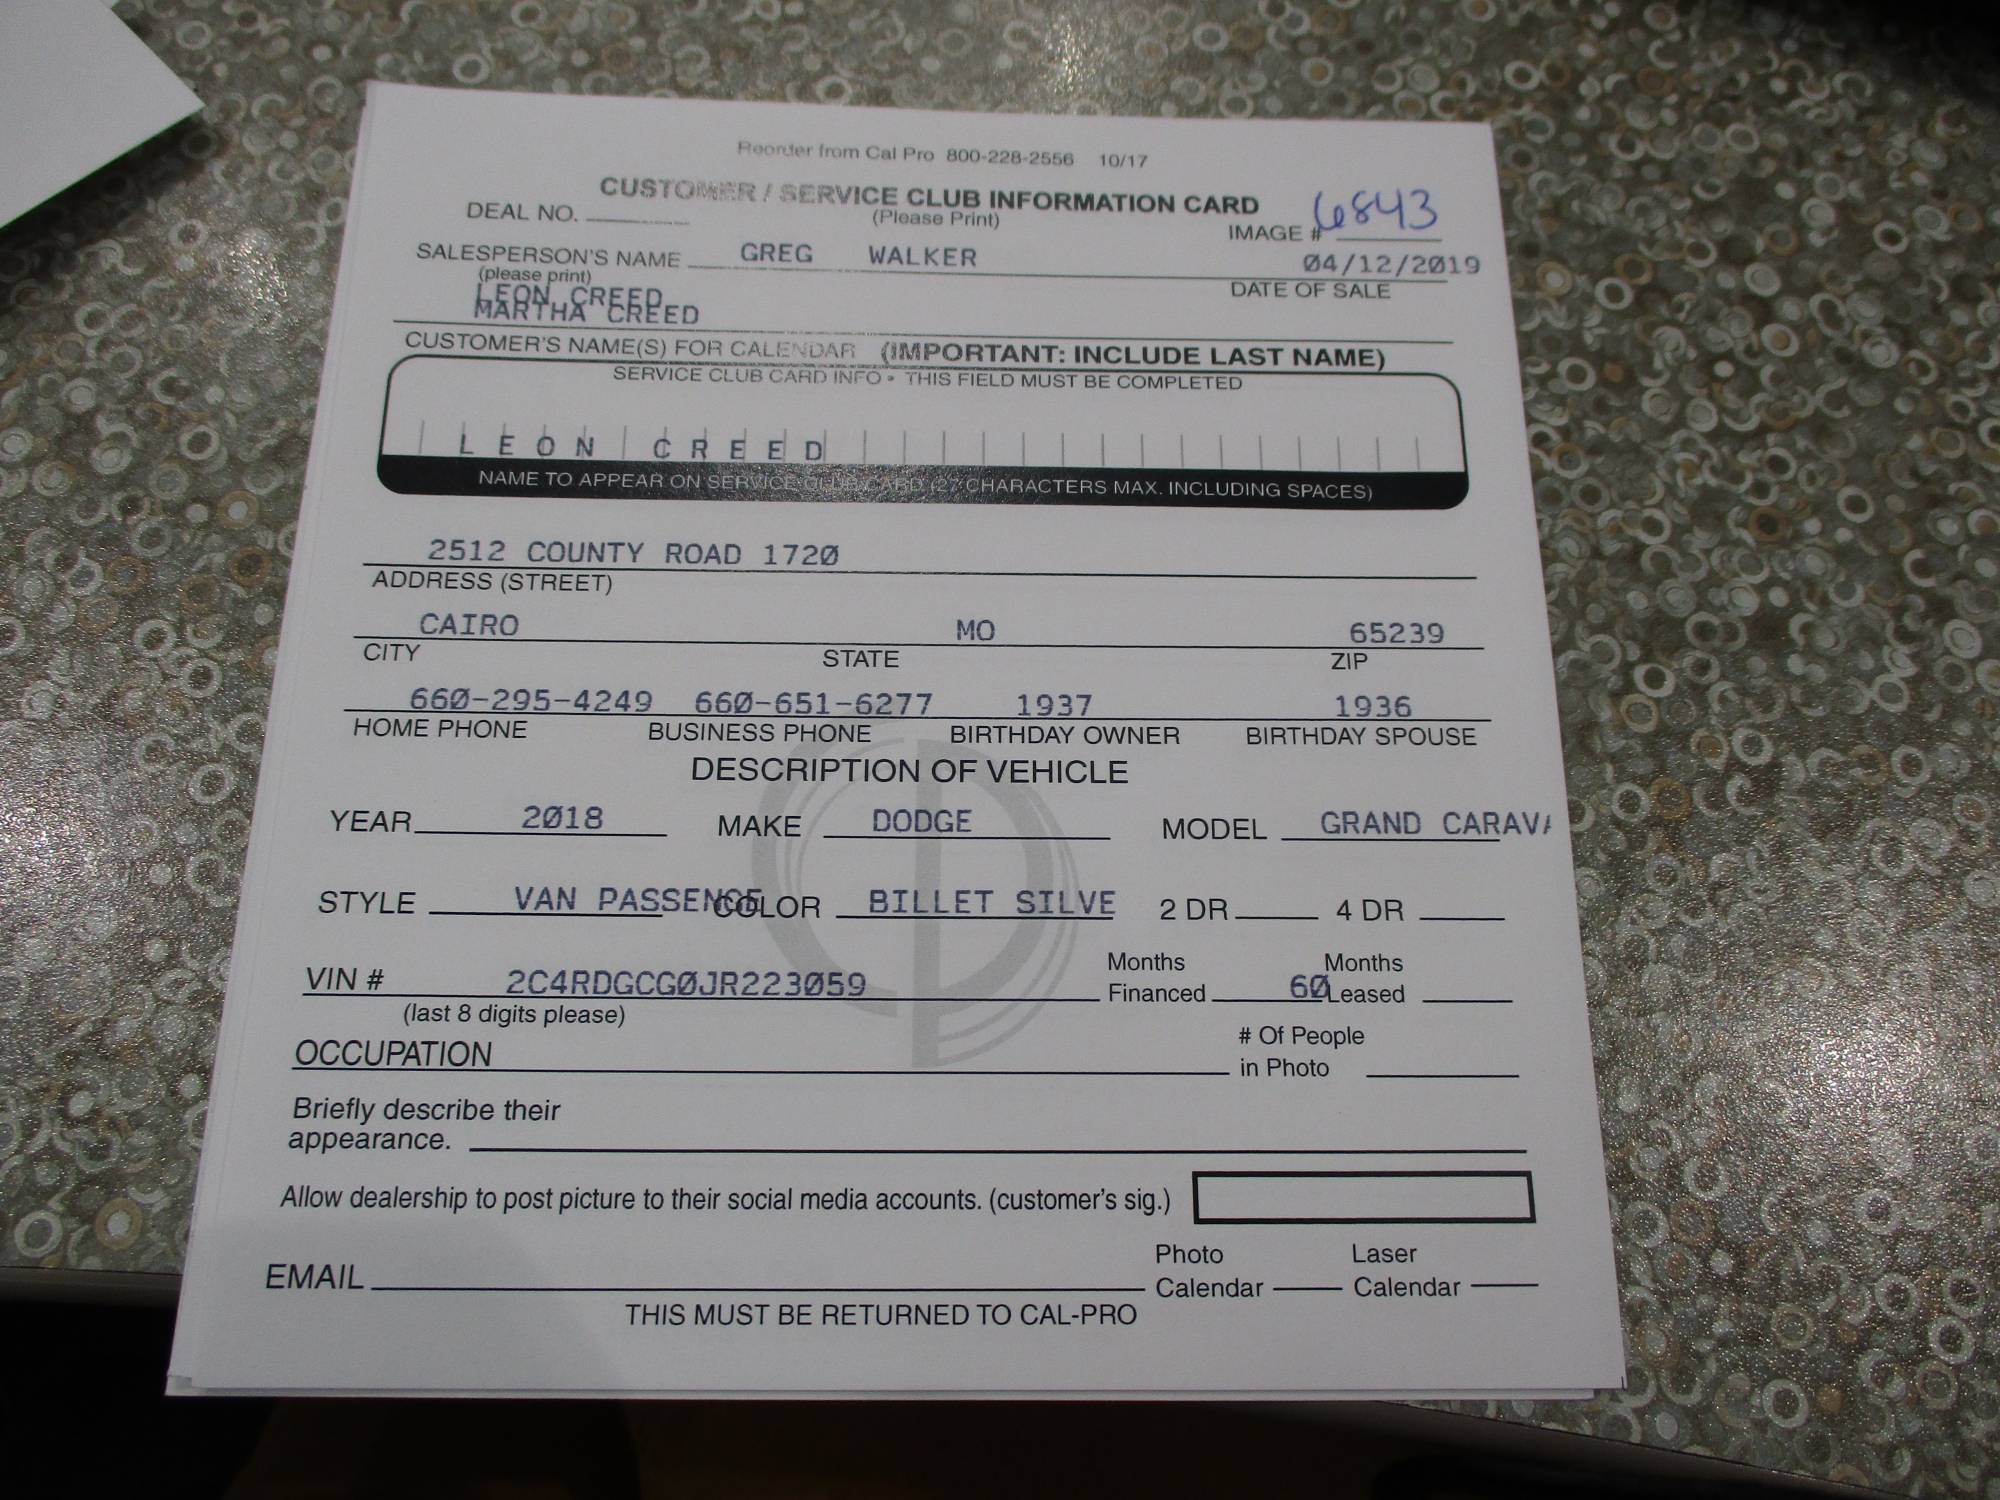 Reorder from Cal Pro 800-228-2556 10/17
CUSTOMER / SERVICE CLUB INFORMATION CARD
DEAL NO. (Please Print) IMAGE # 6843
SALESPERSON'S NAME GREG WALKER 04/12/2019
(please print) DATE OF SALE
LEON CREED
MARTHA CREED
CUSTOMER'S NAME(S) FOR CALENDAR (IMPORTANT: INCLUDE LAST NAME)
SERVICE CLUB CARD INFO • THIS FIELD MUST BE COMPLETED
LEON CREED
NAME TO APPEAR ON SERVICE CLUB CARD (27 CHARACTERS MAX. INCLUDING SPACES)
2512 COUNTY ROAD 1720
ADDRESS (STREET)
CAIRO MO 65239
CITY STATE ZIP
660-295-4249 660-651-6277 1937 1936
HOME PHONE BUSINESS PHONE BIRTHDAY OWNER BIRTHDAY SPOUSE
DESCRIPTION OF VEHICLE
YEAR 2018 MAKE DODGE MODEL GRAND CARAVA
STYLE VAN PASSENGE COLOR BILLET SILVE 2 DR 4 DR
VIN # 2C4RDGCG0JR223059 Months Financed 60 Months Leased
(last 8 digits please)
OCCUPATION # Of People in Photo
Briefly describe their
appearance.
Allow dealership to post picture to their social media accounts. (customer's sig.)
EMAIL Photo Calendar Laser Calendar
THIS MUST BE RETURNED TO CAL-PRO